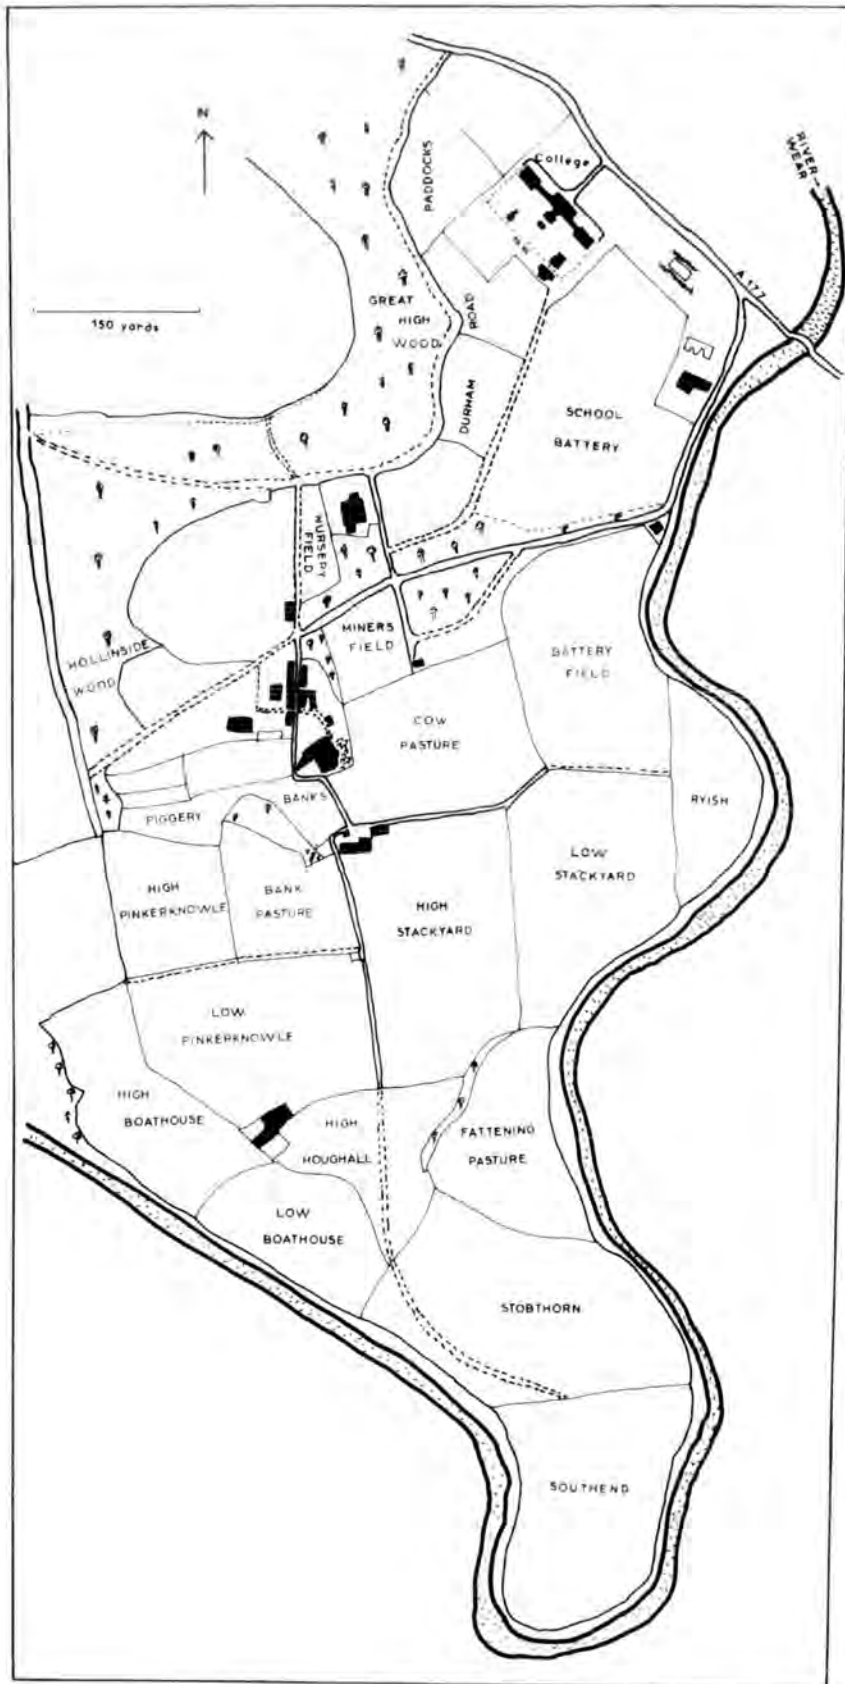 N
150 yards
PADDOCKS
College
RIVER
WEAR
A 177
GREAT
HIGH
WOOD
ROAD
DURHAM
SCHOOL
BATTERY
NURSERY
FIELD
MINERS
FIELD
HOLLINSIDE
WOOD
BATTERY
FIELD
COW
PASTURE
RYISH
BANKS
PIGGERY
LOW
STACKYARD
HIGH
PINKERKNOWLE
BANK
PASTURE
HIGH
STACKYARD
LOW
PINKERKNOWLE
HIGH
BOATHOUSE
HIGH
HOUGHALL
FATTENING
PASTURE
LOW
BOATHOUSE
STOBTHORN
SOUTHEND